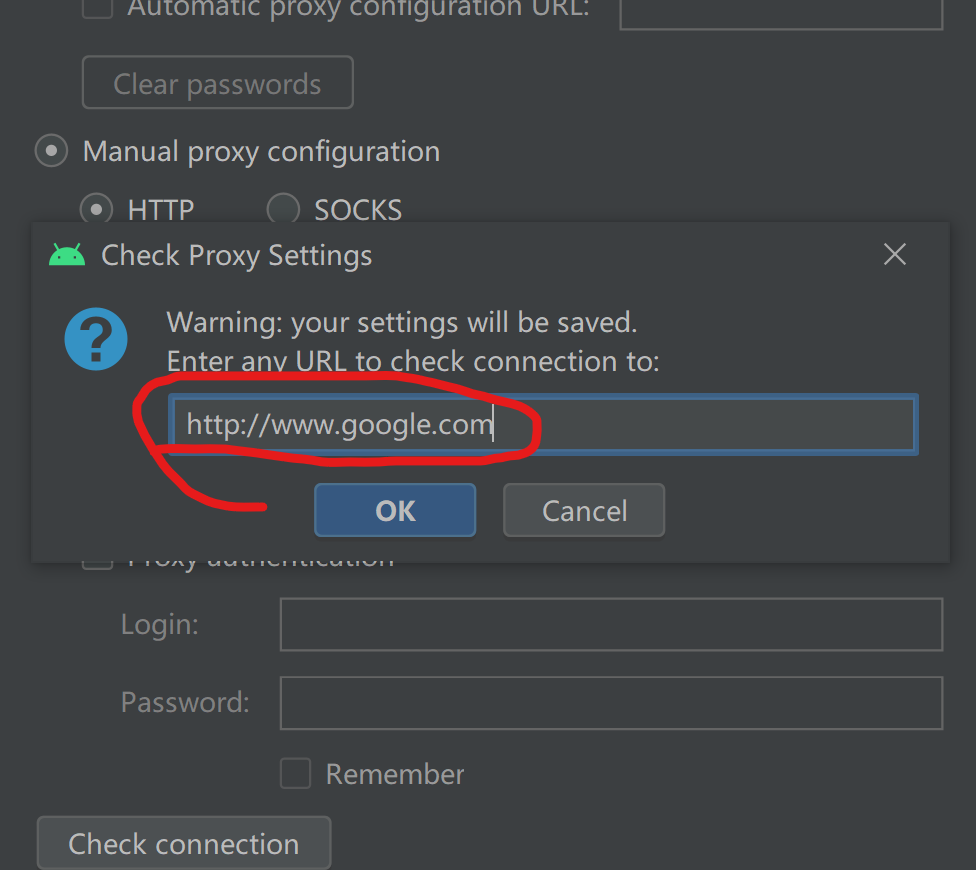 Automatic proxy configuration URL:
Clear passwords
Manual proxy configuration
HTTP SOCKS
Check Proxy Settings
Warning: your settings will be saved.
Enter any URL to check connection to:
http://www.google.com
OK Cancel
Proxy authentication
Login:
Password:
Remember
Check connection